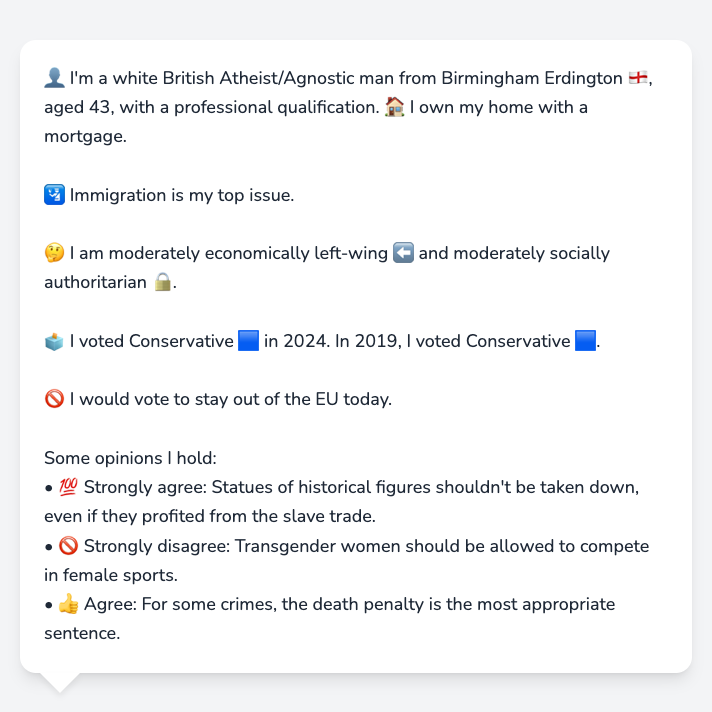 👤 I'm a white British Atheist/Agnostic man from Birmingham Erdington 🏴󠁧󠁢󠁥󠁮󠁧󠁿,
aged 43, with a professional qualification. 🏠 I own my home with a
mortgage.
🛂 Immigration is my top issue.
🤔 I am moderately economically left-wing ⬅️ and moderately socially
authoritarian 🔒.
🗳️ I voted Conservative 🟦 in 2024. In 2019, I voted Conservative 🟦.
🚫 I would vote to stay out of the EU today.
Some opinions I hold:
• 💯 Strongly agree: Statues of historical figures shouldn't be taken down,
even if they profited from the slave trade.
• 🚫 Strongly disagree: Transgender women should be allowed to compete
in female sports.
• 👍 Agree: For some crimes, the death penalty is the most appropriate
sentence.